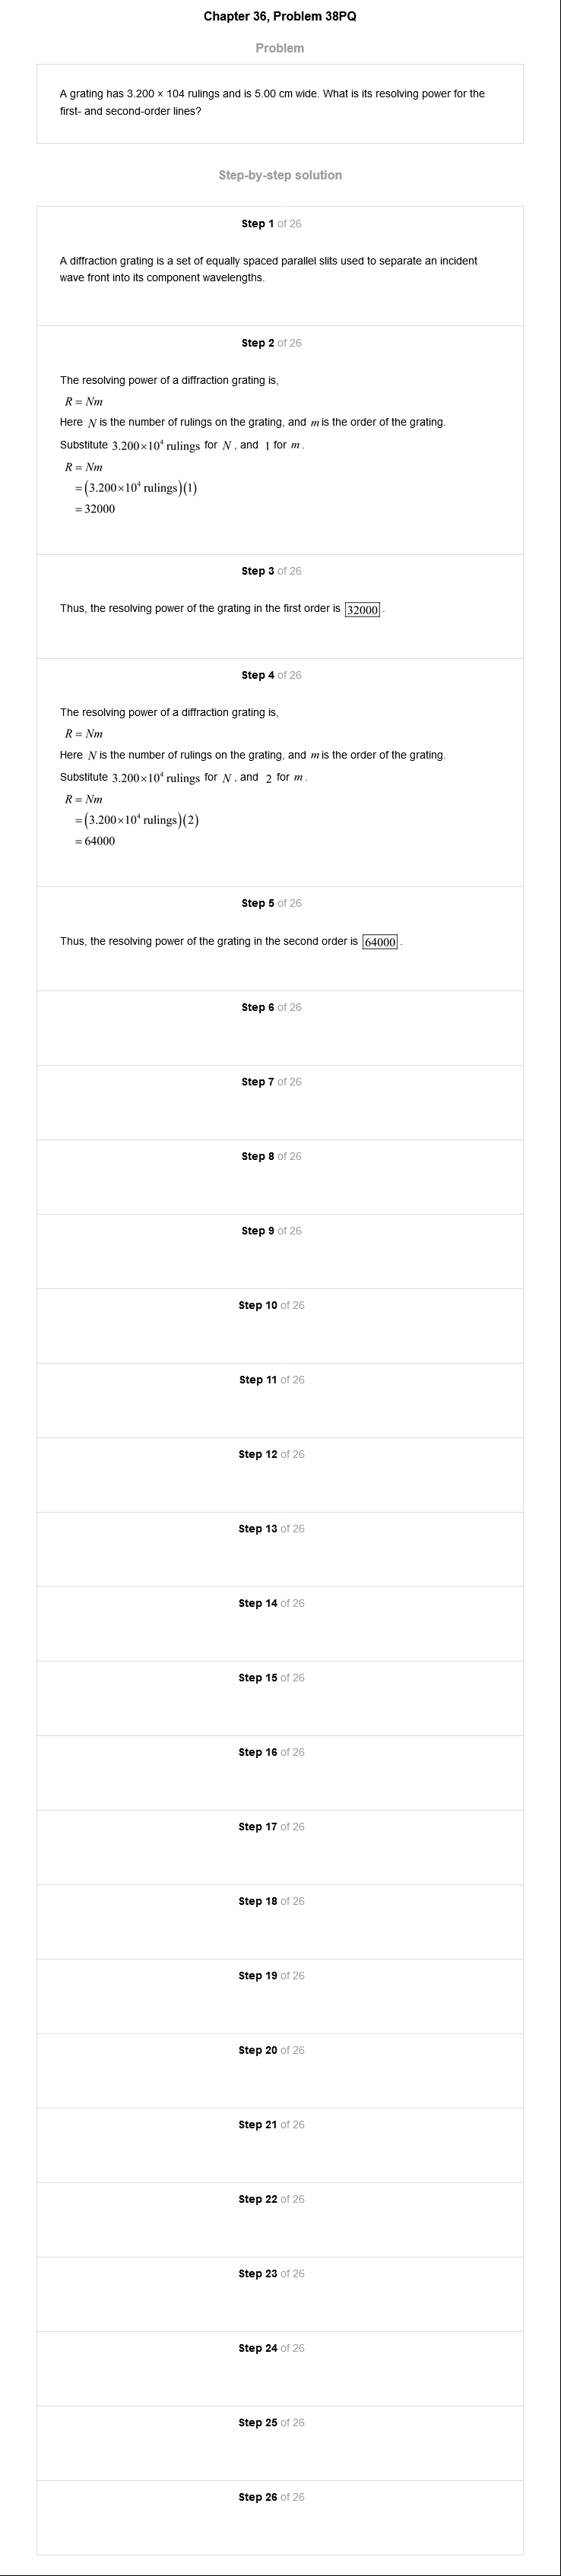 Chapter 36, Problem 38PQ
Problem
A grating has 3.200 × 104 rulings and is 5.00 cm wide. What is its resolving power for the
first- and second-order lines?
Step-by-step solution
Step 1 of 26
A diffraction grating is a set of equally spaced parallel slits used to separate an incident
wave front into its component wavelengths.
Step 2 of 26
The resolving power of a diffraction grating is,
R = Nm
Here N is the number of rulings on the grating, and m is the order of the grating.
Substitute 3.200×10⁴ rulings for N , and 1 for m .
R = Nm
= (3.200×10⁴ rulings)(1)
= 32000
Step 3 of 26
Thus, the resolving power of the grating in the first order is 32000 .
Step 4 of 26
The resolving power of a diffraction grating is,
R = Nm
Here N is the number of rulings on the grating, and m is the order of the grating.
Substitute 3.200×10⁴ rulings for N , and 2 for m .
R = Nm
= (3.200×10⁴ rulings)(2)
= 64000
Step 5 of 26
Thus, the resolving power of the grating in the second order is 64000 .
Step 6 of 26
Step 7 of 26
Step 8 of 26
Step 9 of 26
Step 10 of 26
Step 11 of 26
Step 12 of 26
Step 13 of 26
Step 14 of 26
Step 15 of 26
Step 16 of 26
Step 17 of 26
Step 18 of 26
Step 19 of 26
Step 20 of 26
Step 21 of 26
Step 22 of 26
Step 23 of 26
Step 24 of 26
Step 25 of 26
Step 26 of 26